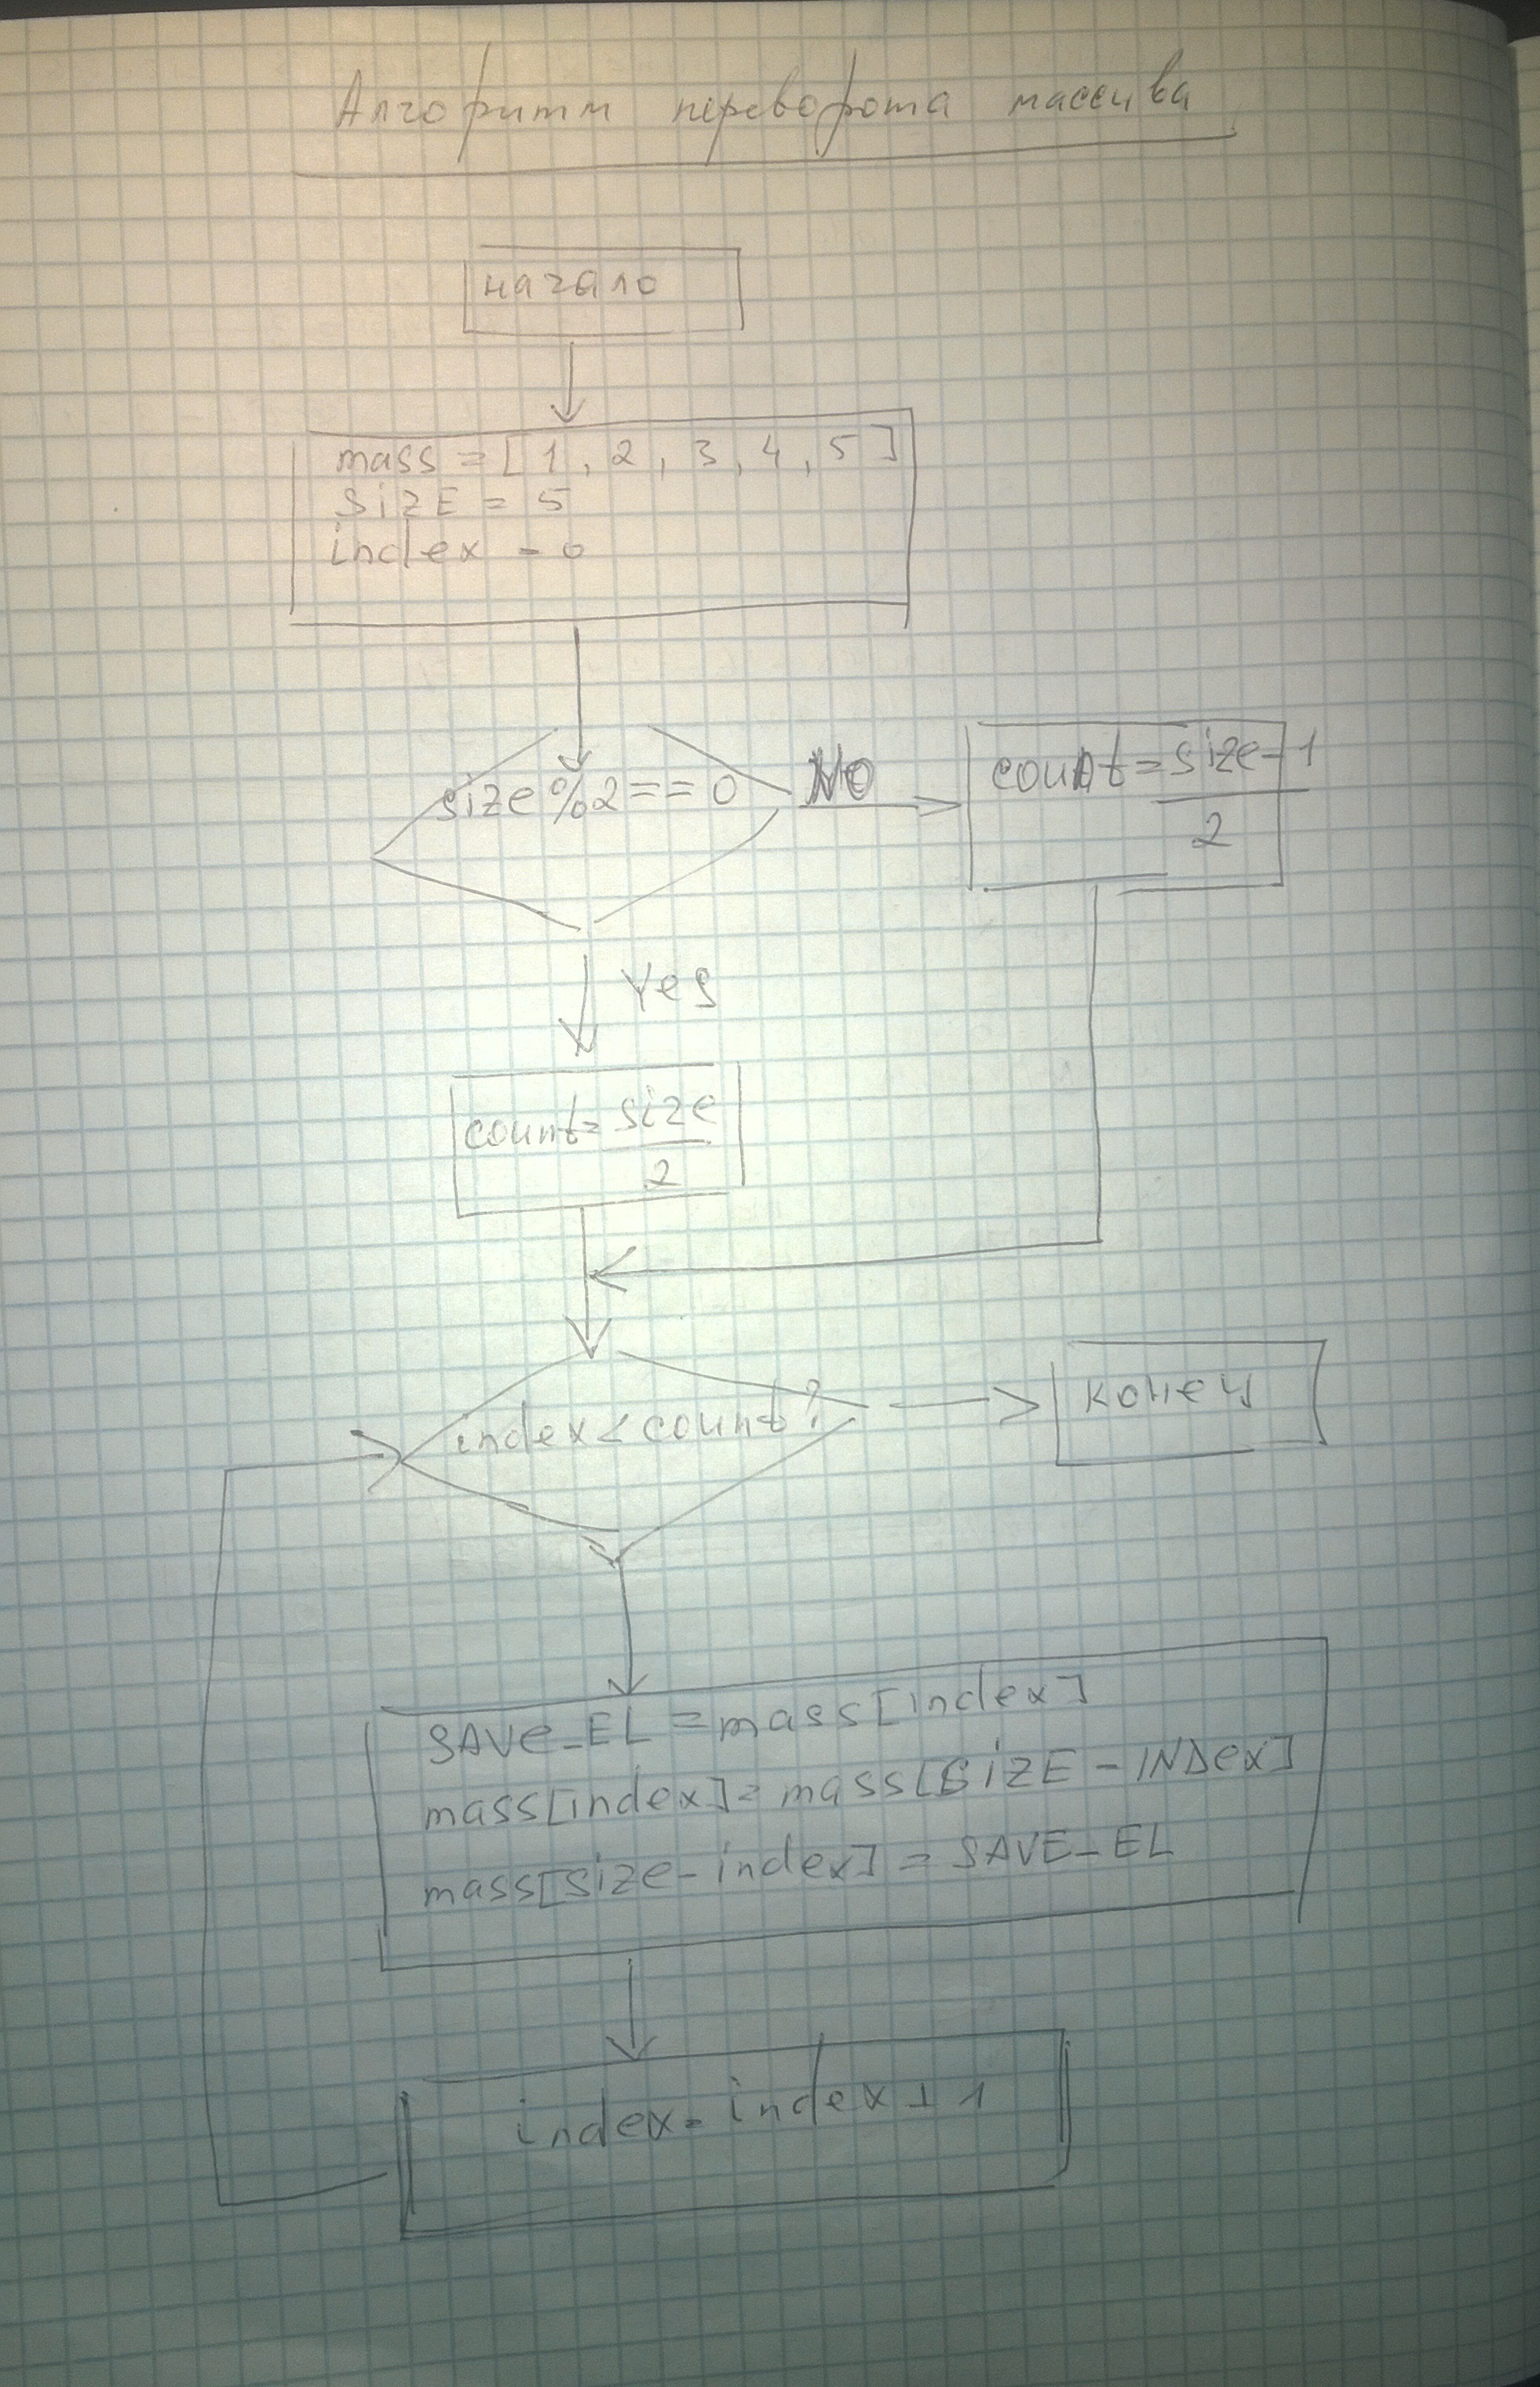 Алгоритм переворота массива
начало
mass = [1, 2, 3, 4, 5]
SizE = 5
index = 0
size % 2 == 0
No
count = size - 1
2
Yes
count = size
2
index < count?
конец
SAVe_EL = mass[index]
mass[index] = mass[SizE - INDex]
mass[size - index] = SAVE_EL
index = index + 1